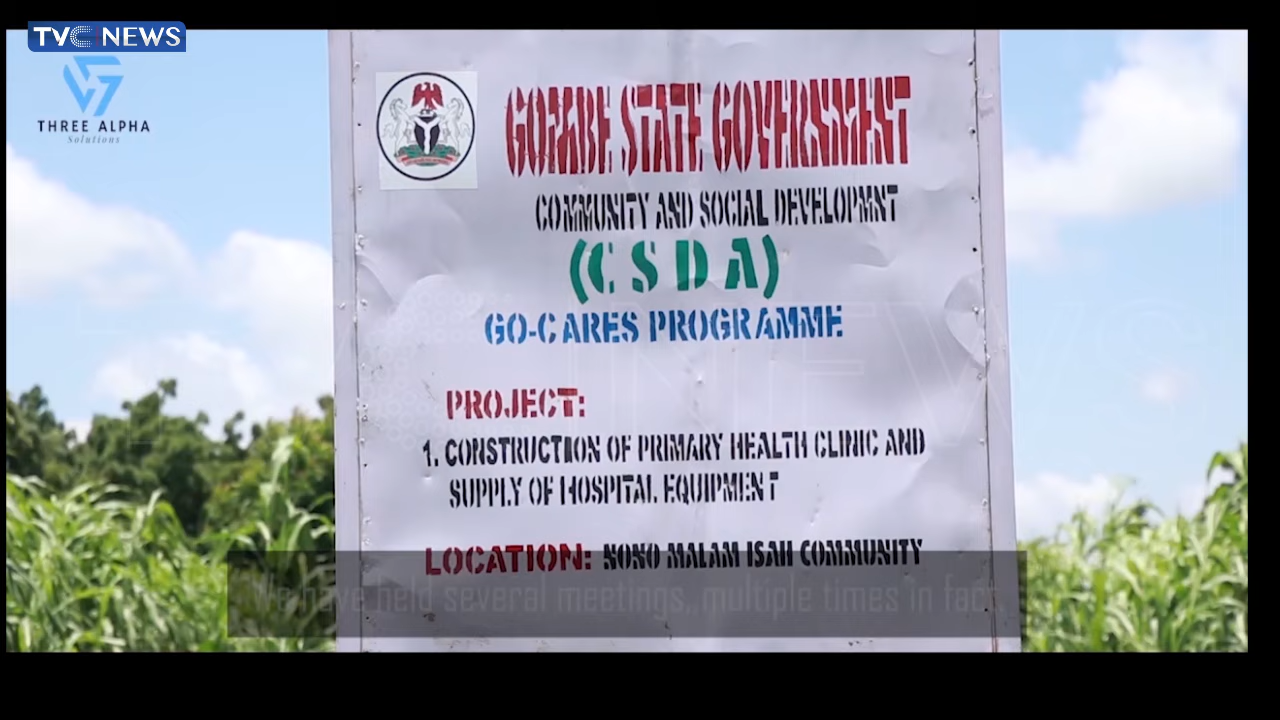 TVC NEWS
THREE ALPHA
Solutions
GOMBE STATE GOVERNMENT
COMMUNITY AND SOCIAL DEVELOPMNT
(C S D A)
GO-CARES PROGRAMME
PROJECT:
1. CONSTRUCTION OF PRIMARY HEALTH CLINIC AND
SUPPLY OF HOSPITAL EQUIPMENT
LOCATION: NONO MALAM ISAH COMMUNITY
We have held several meetings, multiple times in fact,
NEWS